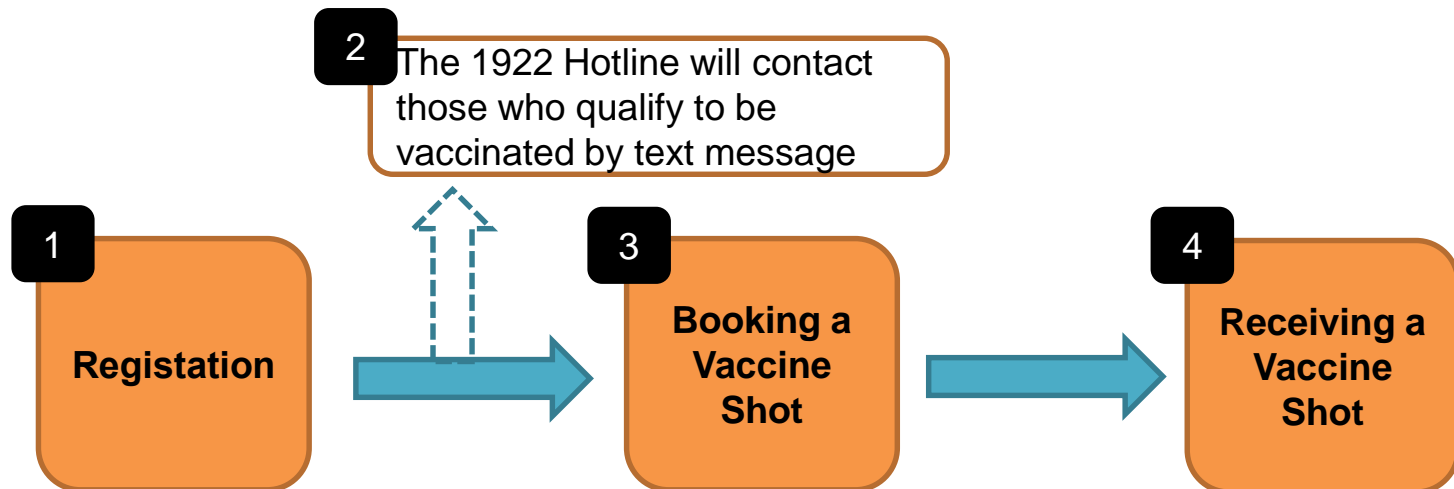 2
The 1922 Hotline will contact
those who qualify to be
vaccinated by text message
1
Registation
3
Booking a
Vaccine
Shot
4
Receiving a
Vaccine
Shot